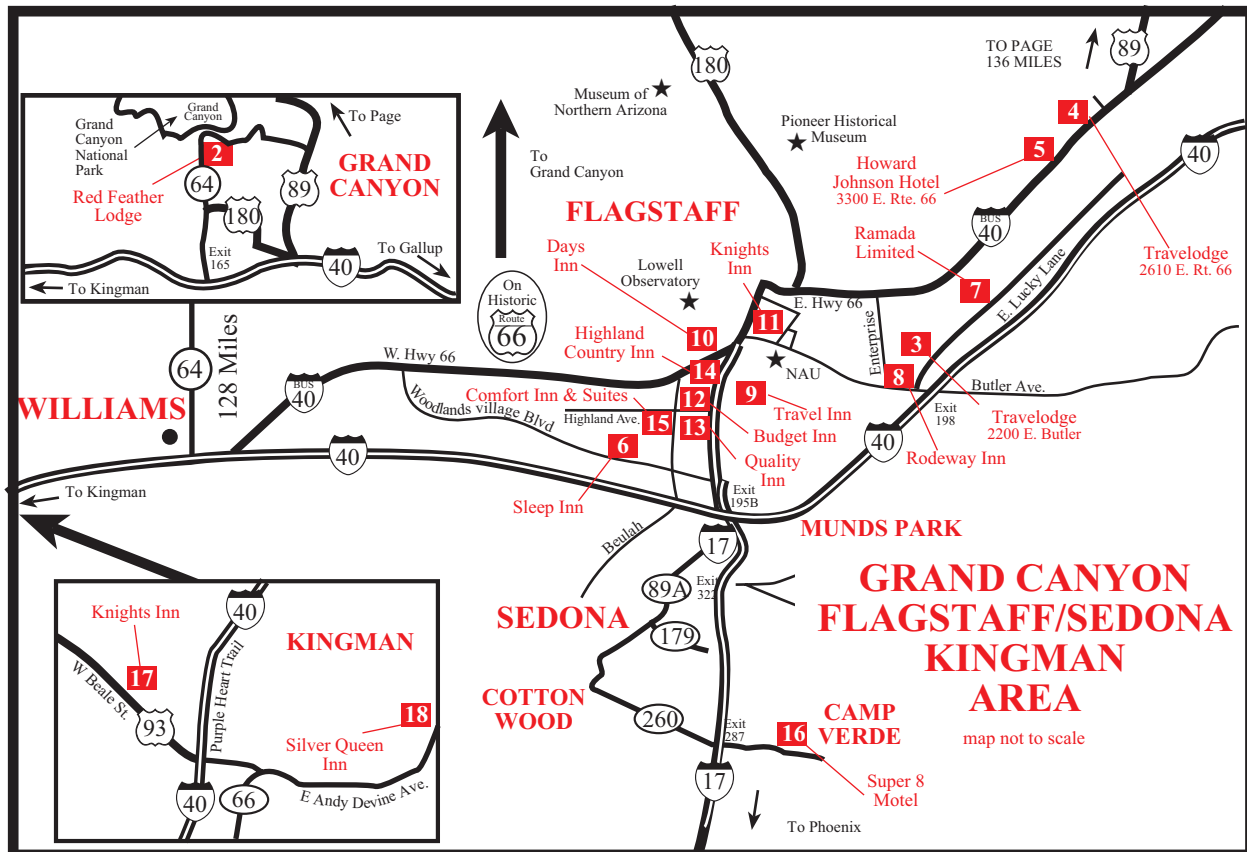 180
TO PAGE
136 MILES
89
Museum of
Northern Arizona
Pioneer Historical
Museum
4
5
40
Howard
Johnson Hotel
3300 E. Rte. 66
To
Grand Canyon
FLAGSTAFF
BUS
40
Travelodge
2610 E. Rt. 66
Ramada
Limited
7
E. Lucky Lane
Days
Inn
Lowell
Observatory
Knights
Inn
On
Historic
Route
66
10
11
E. Hwy 66
Enterprise
Highland
Country Inn
14
NAU
3
8
Butler Ave.
W. Hwy 66
Comfort Inn & Suites
12
9
Travel Inn
Exit
198
Travelodge
2200 E. Butler
Woodlands village Blvd
Highland Ave.
15
13
Budget Inn
6
Quality
Inn
40
Rodeway Inn
Sleep Inn
Exit
195B
Beulah
MUNDS PARK
Grand
Canyon
Grand
Canyon
National
Park
To Page
2
GRAND
CANYON
Red Feather
Lodge
64
89
180
Exit
165
40
To Gallup
To Kingman
64
128 Miles
BUS
40
WILLIAMS
40
To Kingman
17
89A
Exit
322
SEDONA
179
COTTON
WOOD
260
Exit
287
16
CAMP
VERDE
Super 8
Motel
17
To Phoenix
GRAND CANYON
FLAGSTAFF/SEDONA
KINGMAN
AREA
map not to scale
Knights Inn
40
KINGMAN
17
W Beale St.
93
Purple Heart Trail
18
Silver Queen
Inn
40
66
E Andy Devine Ave.